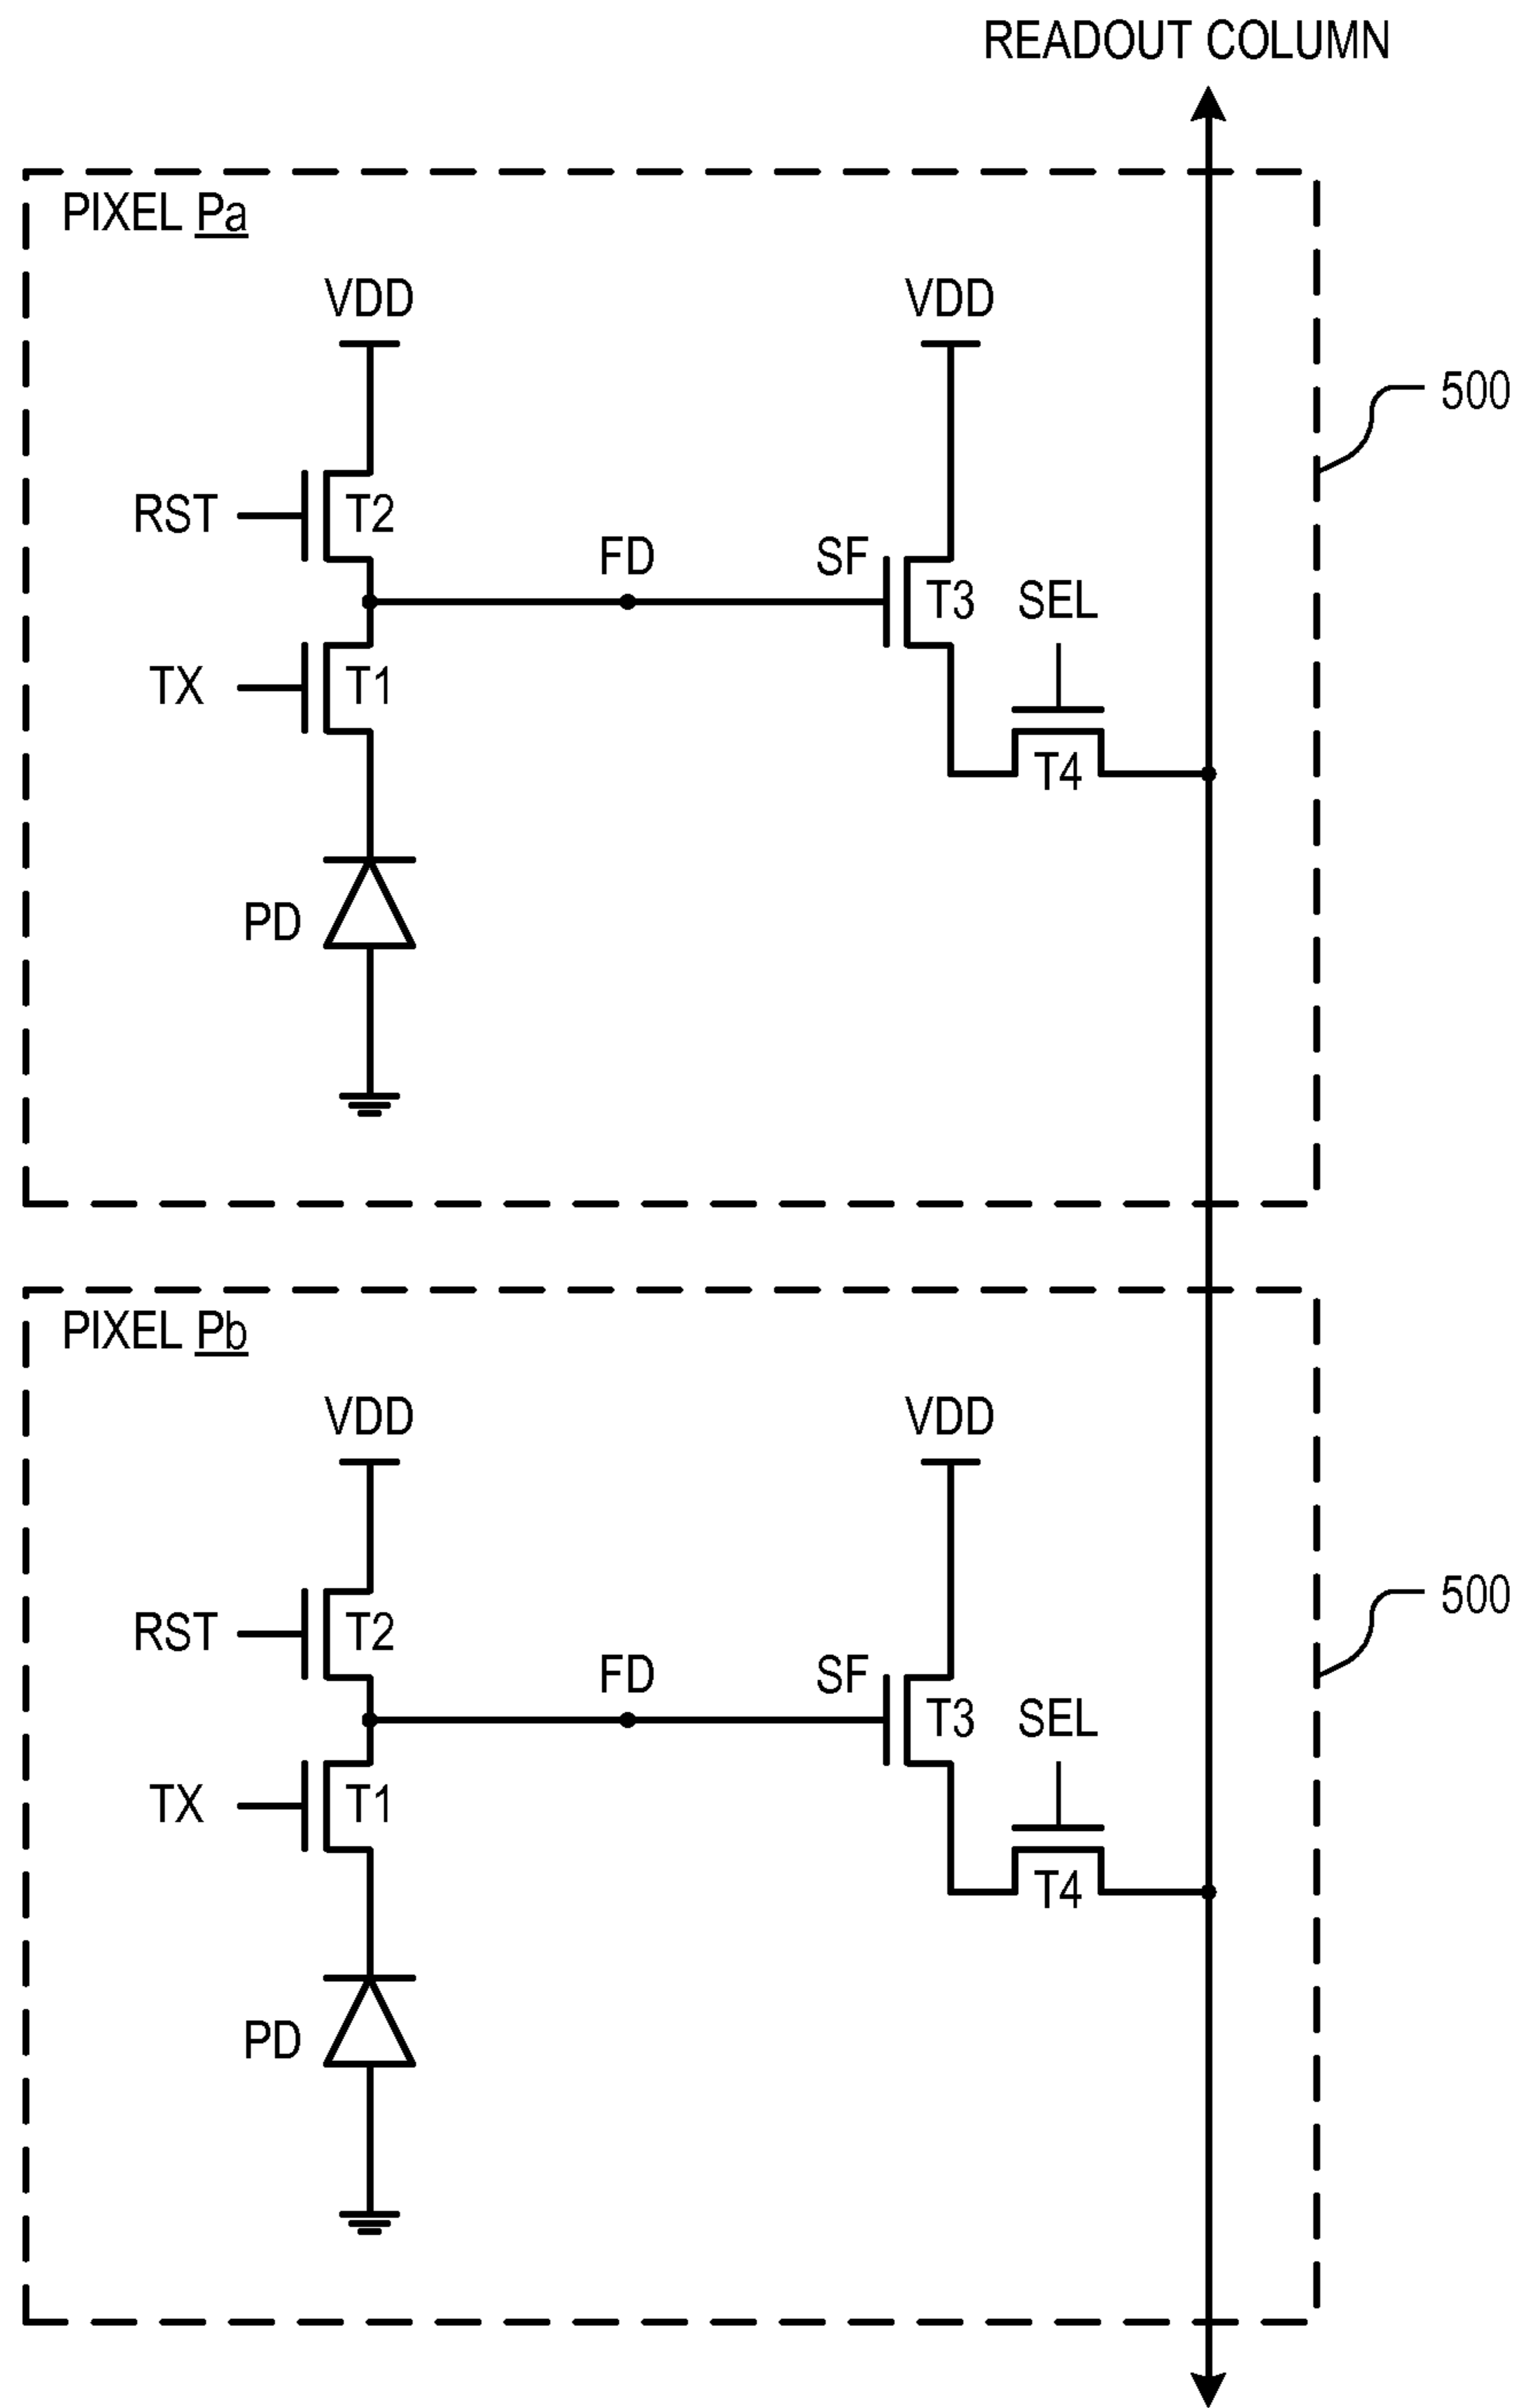 READOUT COLUMN
PIXEL Pa
VDD
VDD
500
RST
T2
FD
SF
T3
SEL
TX
T1
T4
PD
PIXEL Pb
VDD
VDD
500
RST
T2
FD
SF
T3
SEL
TX
T1
T4
PD